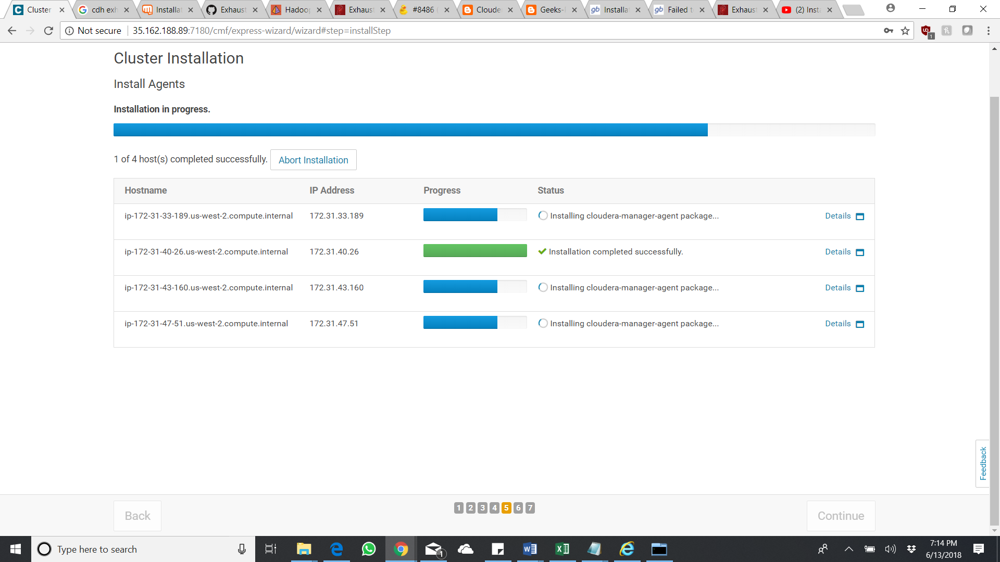 Cluster
cdh exh
Installat
Exhaust
Hadoop
Exhaust
#8486 (
Cloude
Geeks-
Installat
Failed t
Exhaust
(2) Inst
Not secure
35.162.188.89:7180/cmf/express-wizard/wizard#step=installStep
1
Cluster Installation
Install Agents
Installation in progress.
1 of 4 host(s) completed successfully. Abort Installation
Hostname IP Address Progress Status
ip-172-31-33-189.us-west-2.compute.internal 172.31.33.189 Installing cloudera-manager-agent package... Details
ip-172-31-40-26.us-west-2.compute.internal 172.31.40.26 Installation completed successfully. Details
ip-172-31-43-160.us-west-2.compute.internal 172.31.43.160 Installing cloudera-manager-agent package... Details
ip-172-31-47-51.us-west-2.compute.internal 172.31.47.51 Installing cloudera-manager-agent package... Details
Feedback
Back 1 2 3 4 5 6 7 Continue
Type here to search
1
7:14 PM
6/13/2018